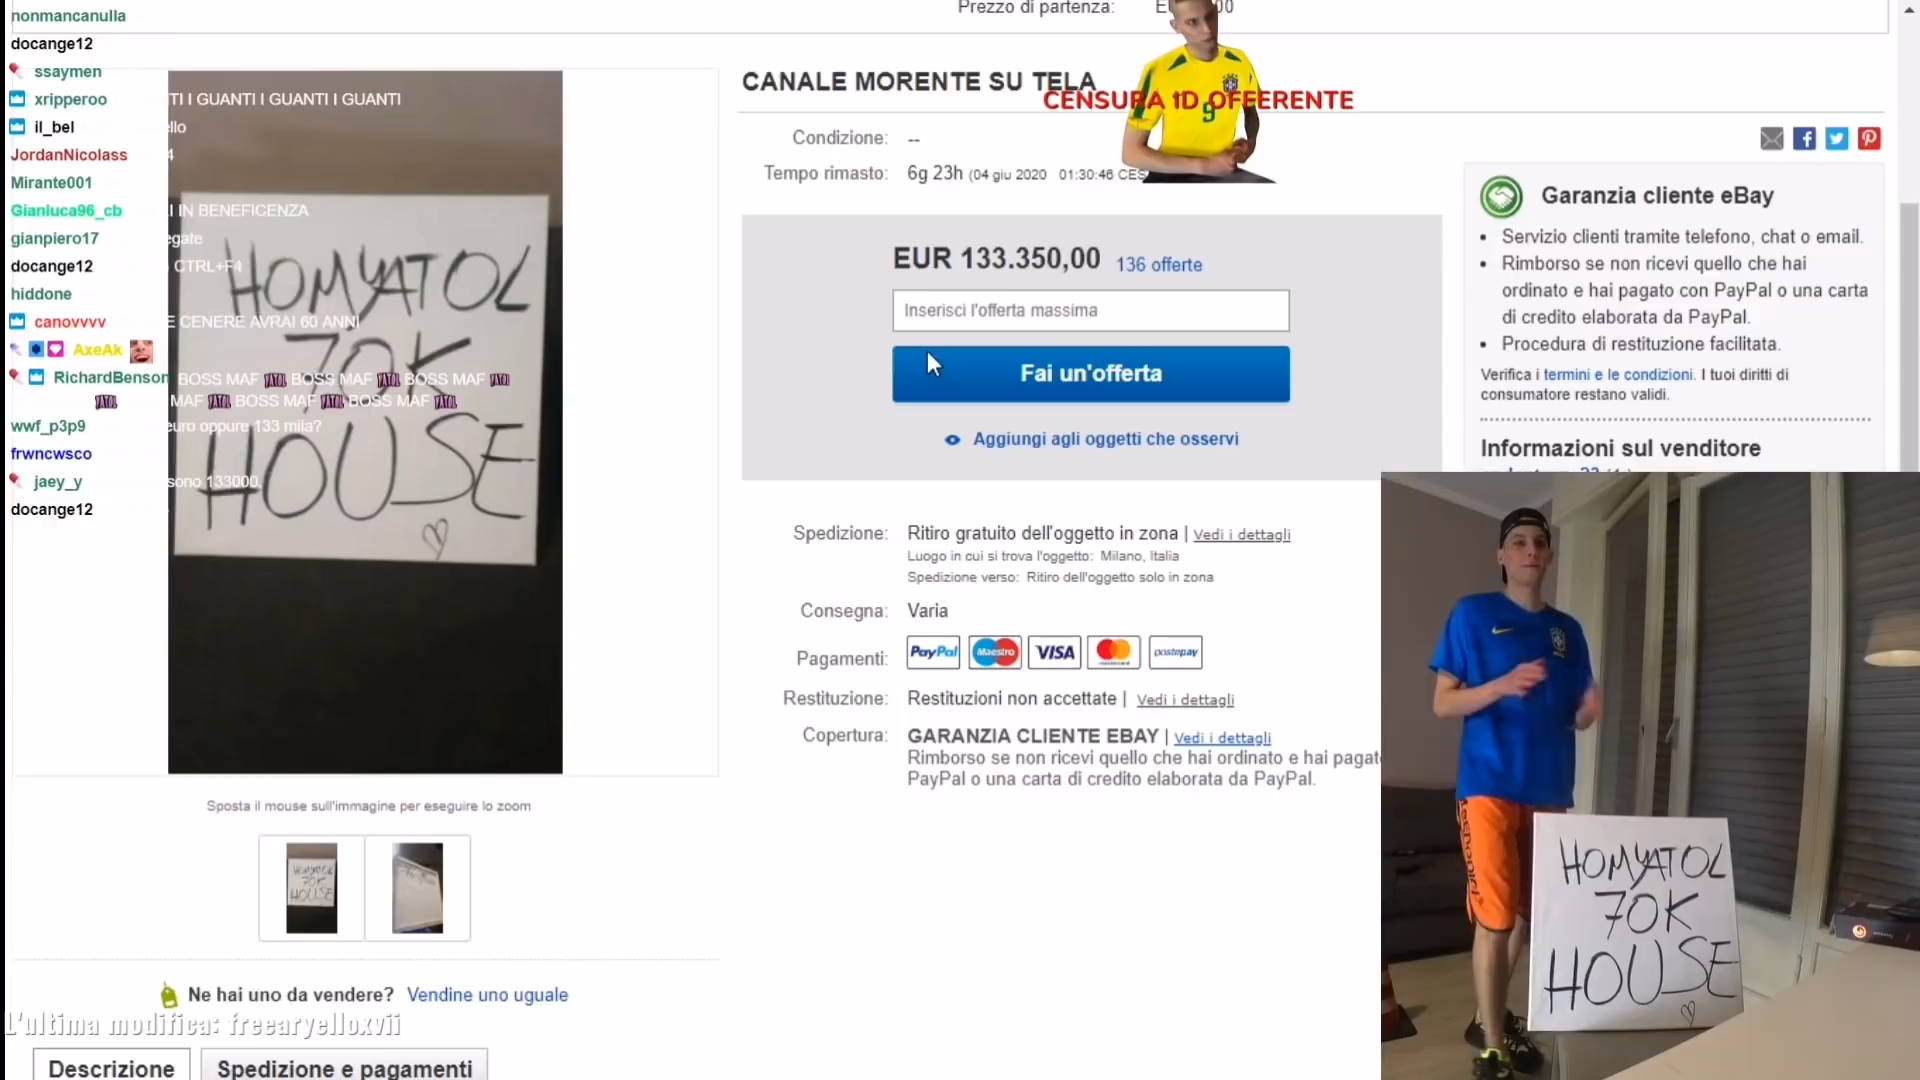 nonmancanulla
docange12
ssaymen
xripperoo
TI I GUANTI I GUANTI I GUANTI
il_bel
JordanNicolass
Mirante001
Gianluca96_cb
I IN BENEFICENZA
gianpiero17
docange12
CTRL+F4
hiddone
canovvvv
E CENERE AVRAI 60 ANNI
AxeAk
RichardBenson BOSS MAF BOSS MAF BOSS MAF
MAF BOSS MAF BOSS MAF
wwf_p3p9
euro oppure 133 mila?
frwncwsco
jaey_y
sono 133000
docange12
HOMYATOL
70K
HOUSE
Sposta il mouse sull'immagine per eseguire lo zoom
HOMYATOL
70K
HOUSE
Ne hai uno da vendere? Vendine uno uguale
L'ultima modifica: freearyelloxvii
Descrizione
Spedizione e pagamenti
Prezzo di partenza:
CANALE MORENTE SU TELA
CENSURA ID OFFERENTE
9
Condizione: --
Tempo rimasto: 6g 23h (04 giu 2020 01:30:46 CES
EUR 133.350,00 136 offerte
Inserisci l'offerta massima
Fai un'offerta
Aggiungi agli oggetti che osservi
Spedizione: Ritiro gratuito dell'oggetto in zona | Vedi i dettagli
Luogo in cui si trova l'oggetto: Milano, Italia
Spedizione verso: Ritiro dell'oggetto solo in zona
Consegna: Varia
Pagamenti: PayPal Maestro VISA mastercard postepay
Restituzione: Restituzioni non accettate | Vedi i dettagli
Copertura: GARANZIA CLIENTE EBAY | Vedi i dettagli
Rimborso se non ricevi quello che hai ordinato e hai pagat
PayPal o una carta di credito elaborata da PayPal.
Garanzia cliente eBay
Servizio clienti tramite telefono, chat o email.
Rimborso se non ricevi quello che hai
ordinato e hai pagato con PayPal o una carta
di credito elaborata da PayPal.
Procedura di restituzione facilitata.
Verifica i termini e le condizioni. I tuoi diritti di
consumatore restano validi.
Informazioni sul venditore
HOMYATOL
70K
HOUSE